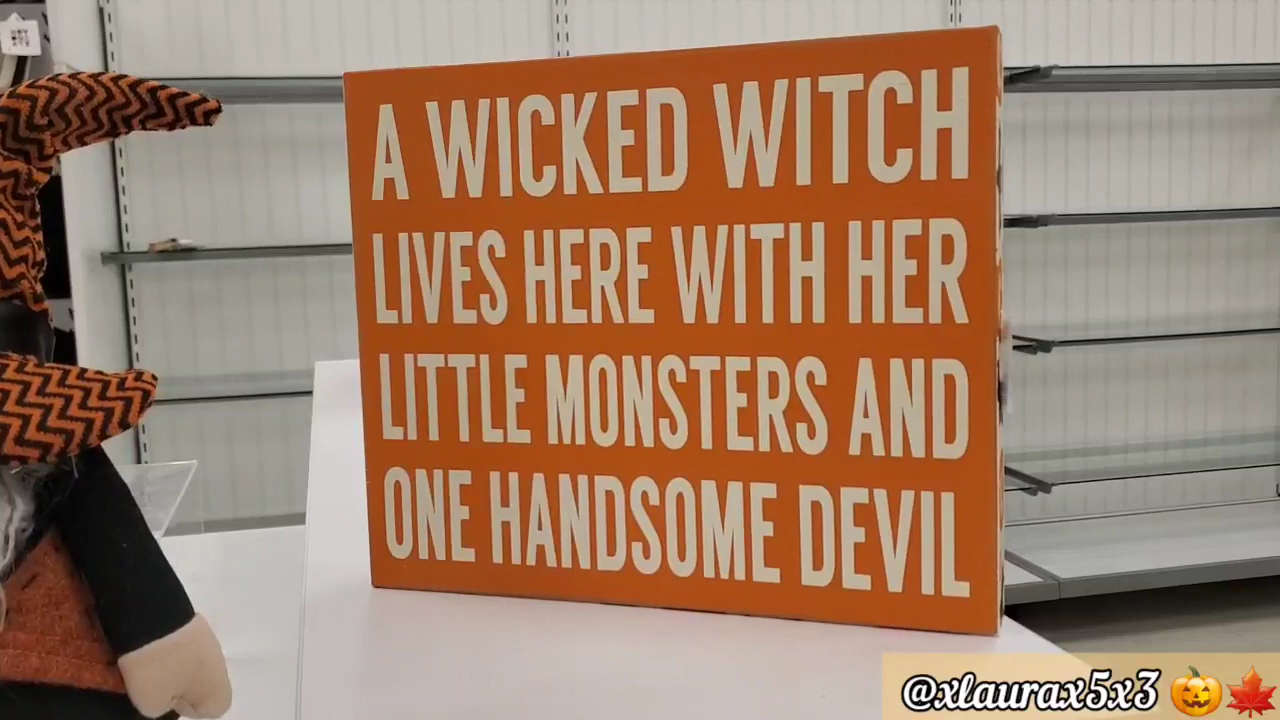 A WICKED WITCH
LIVES HERE WITH HER
LITTLE MONSTERS AND
ONE HANDSOME DEVIL
@xlaurax5x3 🎃🍁